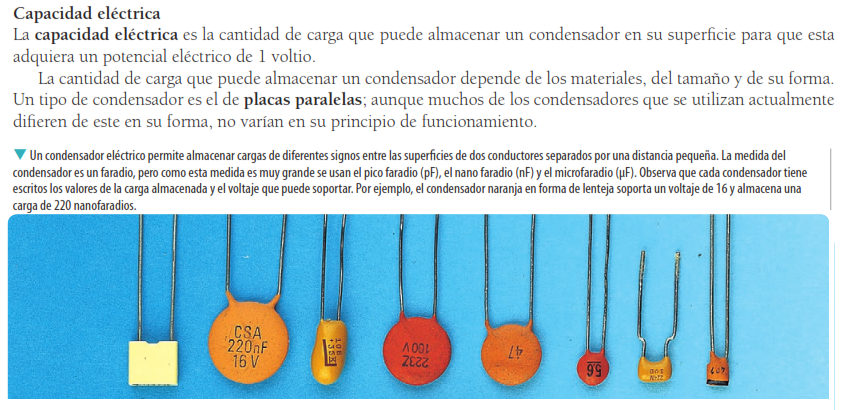 Capacidad eléctrica
La capacidad eléctrica es la cantidad de carga que puede almacenar un condensador en su superficie para que esta
adquiera un potencial eléctrico de 1 voltio.
La cantidad de carga que puede almacenar un condensador depende de los materiales, del tamaño y de su forma.
Un tipo de condensador es el de placas paralelas; aunque muchos de los condensadores que se utilizan actualmente
difieren de este en su forma, no varían en su principio de funcionamiento.
Un condensador eléctrico permite almacenar cargas de diferentes signos entre las superficies de dos conductores separados por una distancia pequeña. La medida del
condensador es un faradio, pero como esta medida es muy grande se usan el pico faradio (pF), el nano faradio (nF) y el microfaradio (µF). Observa que cada condensador tiene
escritos los valores de la carga almacenada y el voltaje que puede soportar. Por ejemplo, el condensador naranja en forma de lenteja soporta un voltaje de 16 y almacena una
carga de 220 nanofaradios.
CSA
220nF
16 V
223Z
100V
47
56